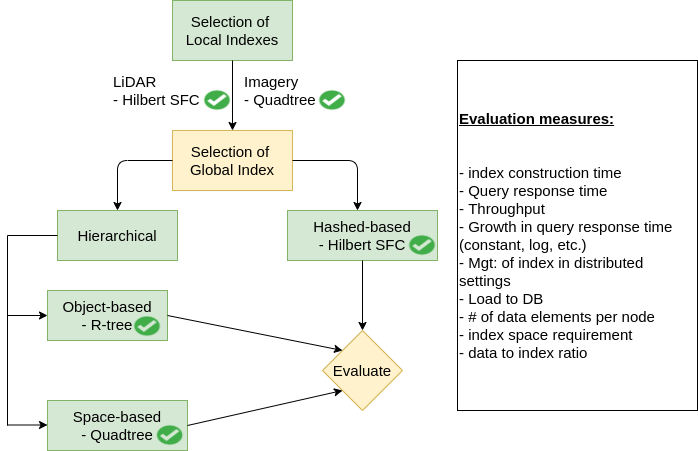 Selection of
Local Indexes
LiDAR
- Hilbert SFC
Imagery
- Quadtree
Selection of
Global Index
Hierarchical
Hashed-based
- Hilbert SFC
Object-based
- R-tree
Space-based
- Quadtree
Evaluate
Evaluation measures:
- index construction time
- Query response time
- Throughput
- Growth in query response time
(constant, log, etc.)
- Mgt: of index in distributed
settings
- Load to DB
- # of data elements per node
- index space requirement
- data to index ratio